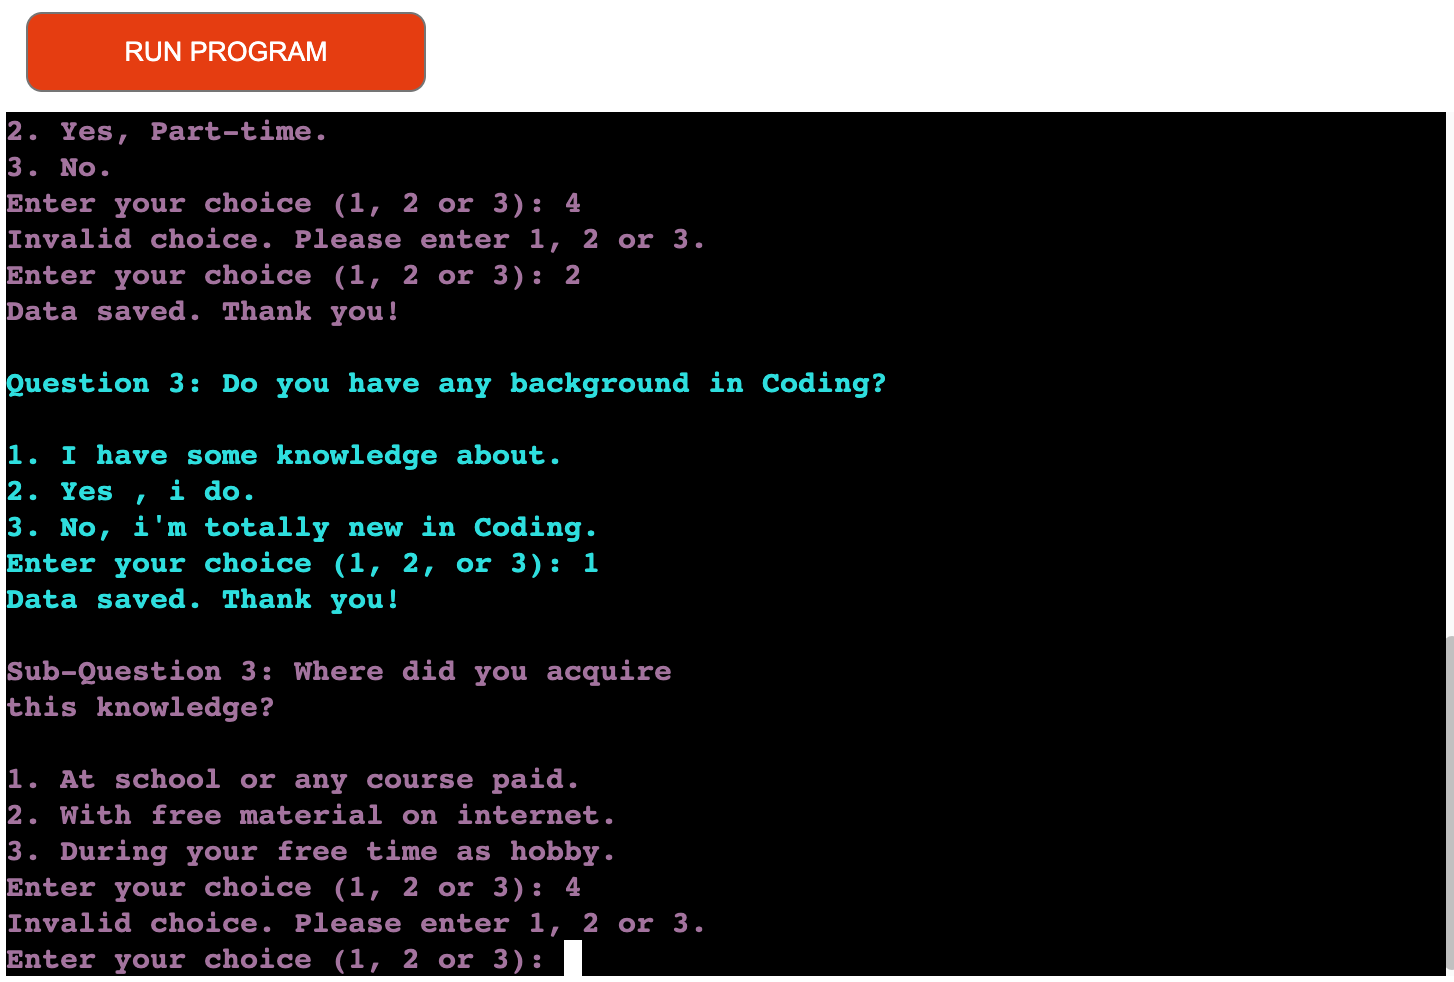 RUN PROGRAM
2. Yes, Part-time.
3. No.
Enter your choice (1, 2 or 3): 4
Invalid choice. Please enter 1, 2 or 3.
Enter your choice (1, 2 or 3): 2
Data saved. Thank you!
Question 3: Do you have any background in Coding?
1. I have some knowledge about.
2. Yes , i do.
3. No, i'm totally new in Coding.
Enter your choice (1, 2, or 3): 1
Data saved. Thank you!
Sub-Question 3: Where did you acquire
this knowledge?
1. At school or any course paid.
2. With free material on internet.
3. During your free time as hobby.
Enter your choice (1, 2 or 3): 4
Invalid choice. Please enter 1, 2 or 3.
Enter your choice (1, 2 or 3):